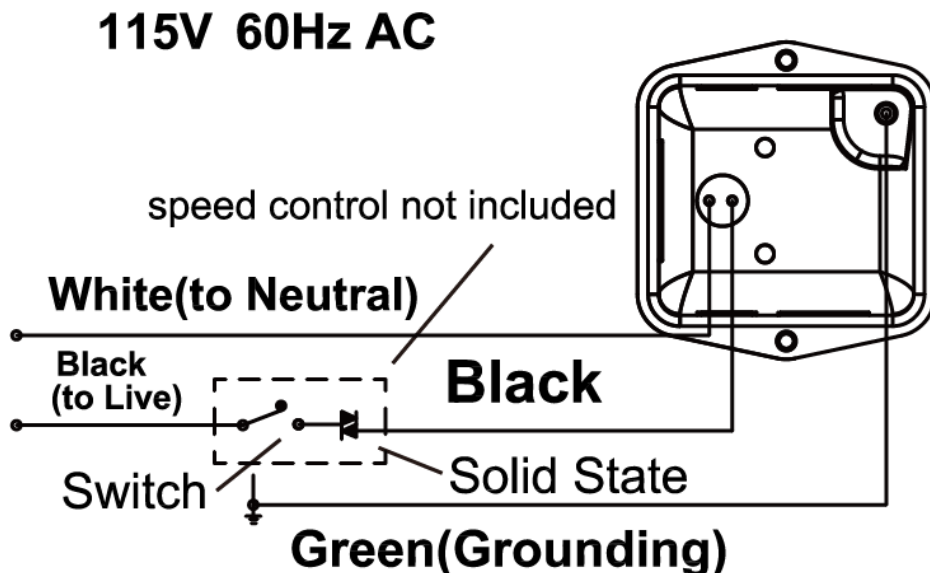 115V 60Hz AC
speed control not included
White(to Neutral)
Black
(to Live)
Black
Switch
Solid State
Green(Grounding)